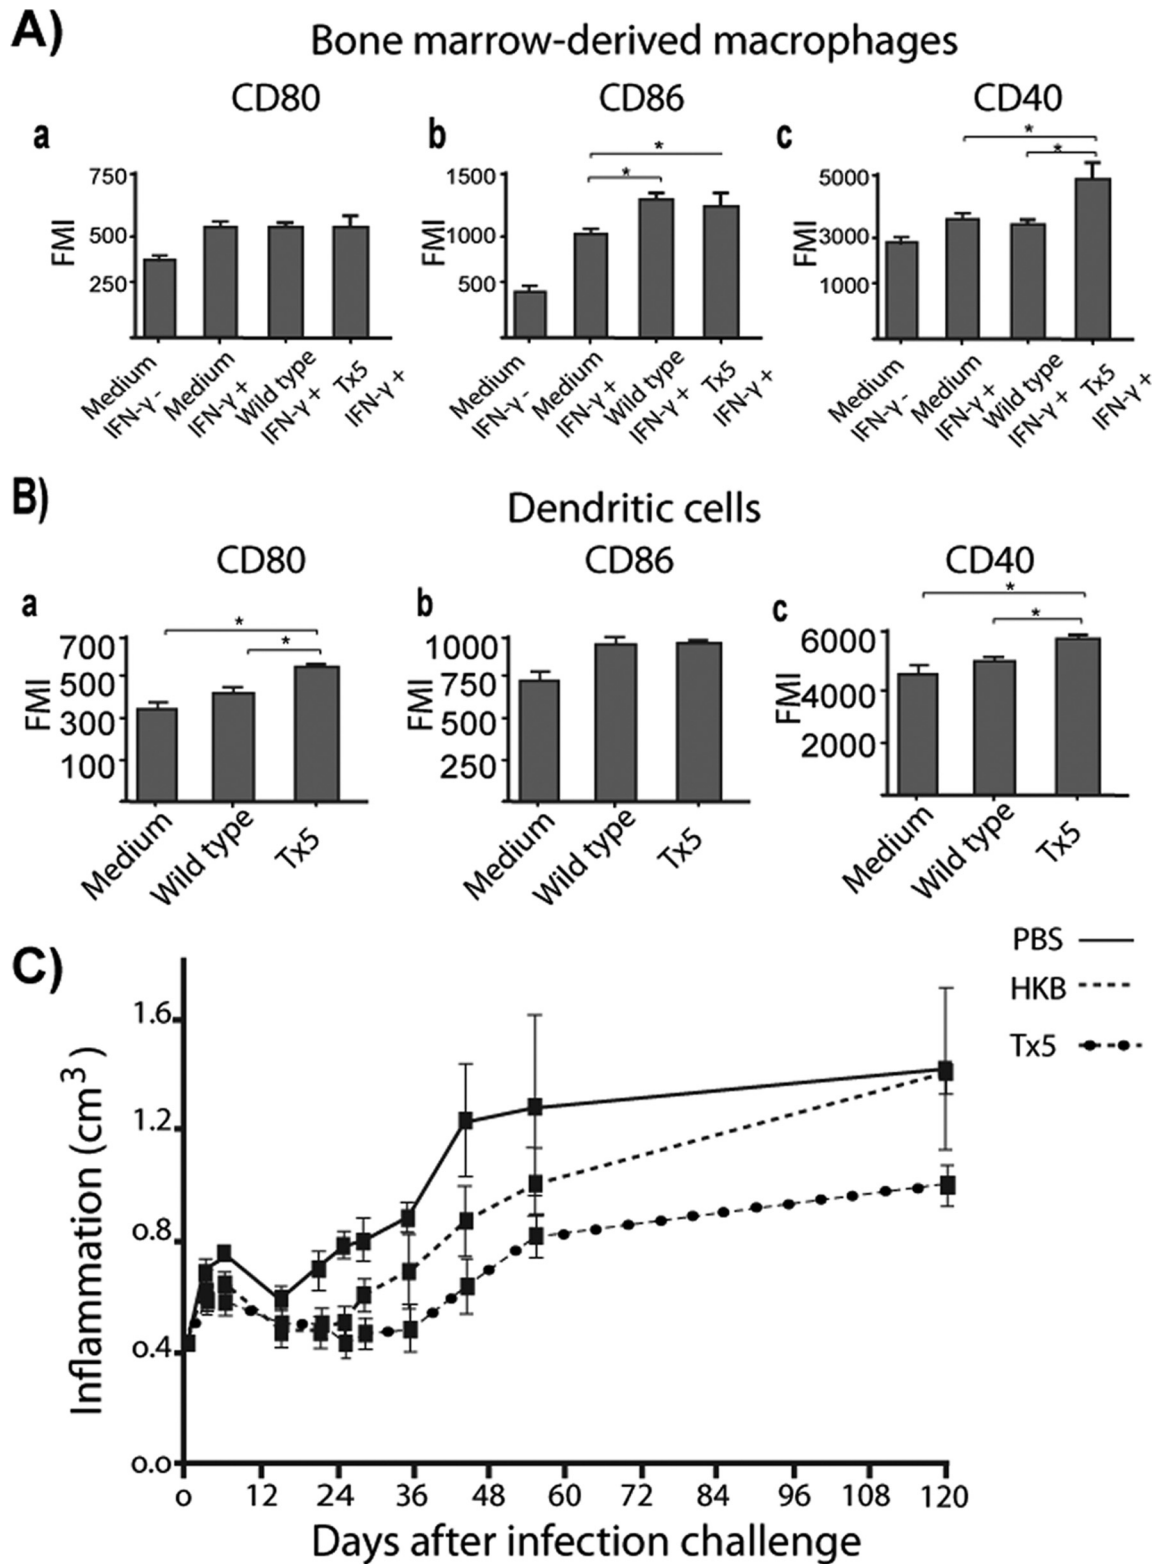 A)
Bone marrow-derived macrophages
CD80
CD86
CD40
a
b
c
*
*
*
*
FMI
750
500
250
FMI
1500
1000
500
FMI
5000
3000
1000
Medium
IFN-γ -
Medium
IFN-γ +
Wild type
IFN-γ +
Tx5
IFN-γ +
Medium
IFN-γ -
Medium
IFN-γ +
Wild type
IFN-γ +
Tx5
IFN-γ +
Medium
IFN-γ -
Medium
IFN-γ +
Wild type
IFN-γ +
Tx5
IFN-γ +
B)
Dendritic cells
CD80
CD86
CD40
a
b
c
*
*
*
*
FMI
700
500
300
100
FMI
1000
750
500
250
FMI
6000
4000
2000
Medium
Wild type
Tx5
Medium
Wild type
Tx5
Medium
Wild type
Tx5
C)
PBS
HKB
Tx5
Inflammation (cm³)
1.6
1.2
0.8
0.4
0.0
0 12 24 36 48 60 72 84 96 108 120
Days after infection challenge